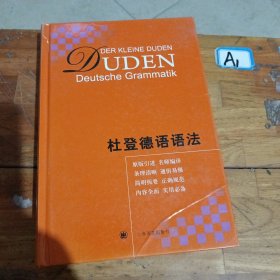 DER KLEINE DUDEN
DUDEN
Deutsche Grammatik
杜登德语语法
原版引进 名师编译
条理清晰 通俗易懂
简明扼要 正确规范
内容全面 实用必备
A1